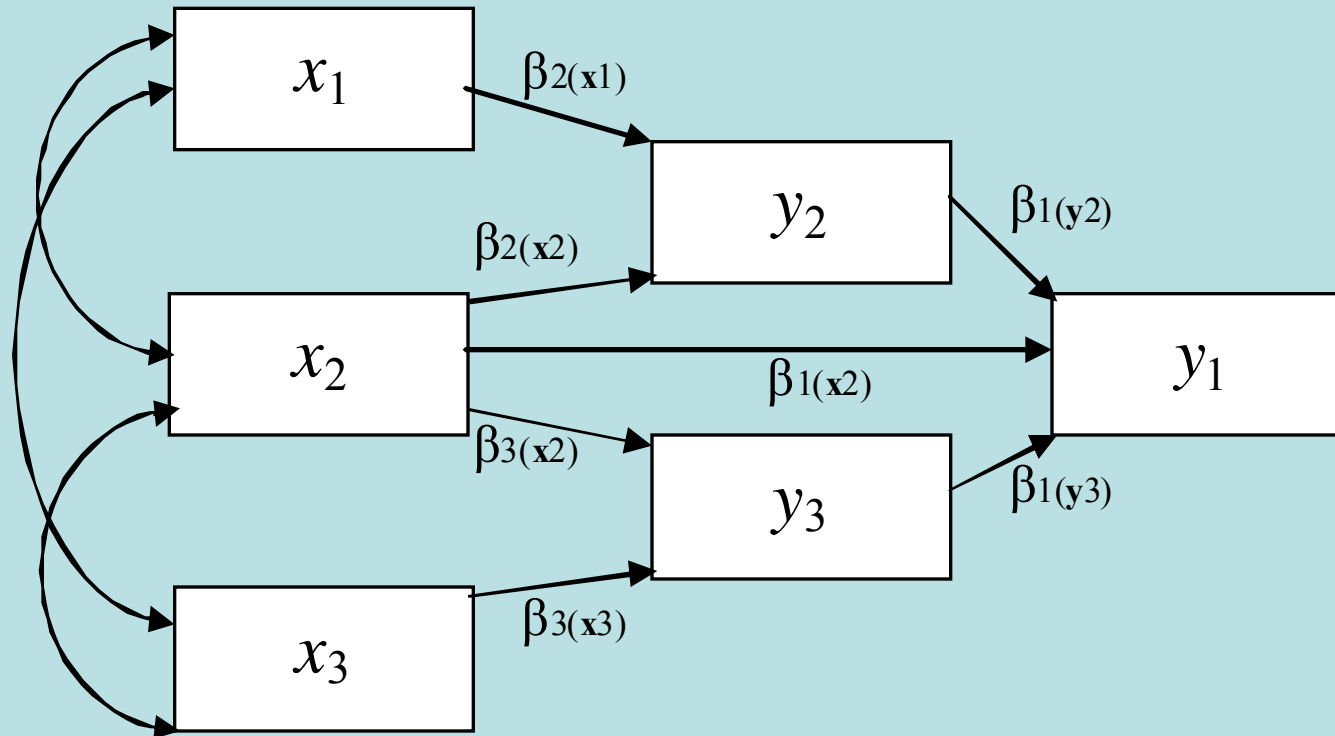 x₁
β2(x1)
y₂
β1(y2)
β2(x2)
x₂
β1(x2)
y₁
β3(x2)
y₃
β1(y3)
β3(x3)
x₃